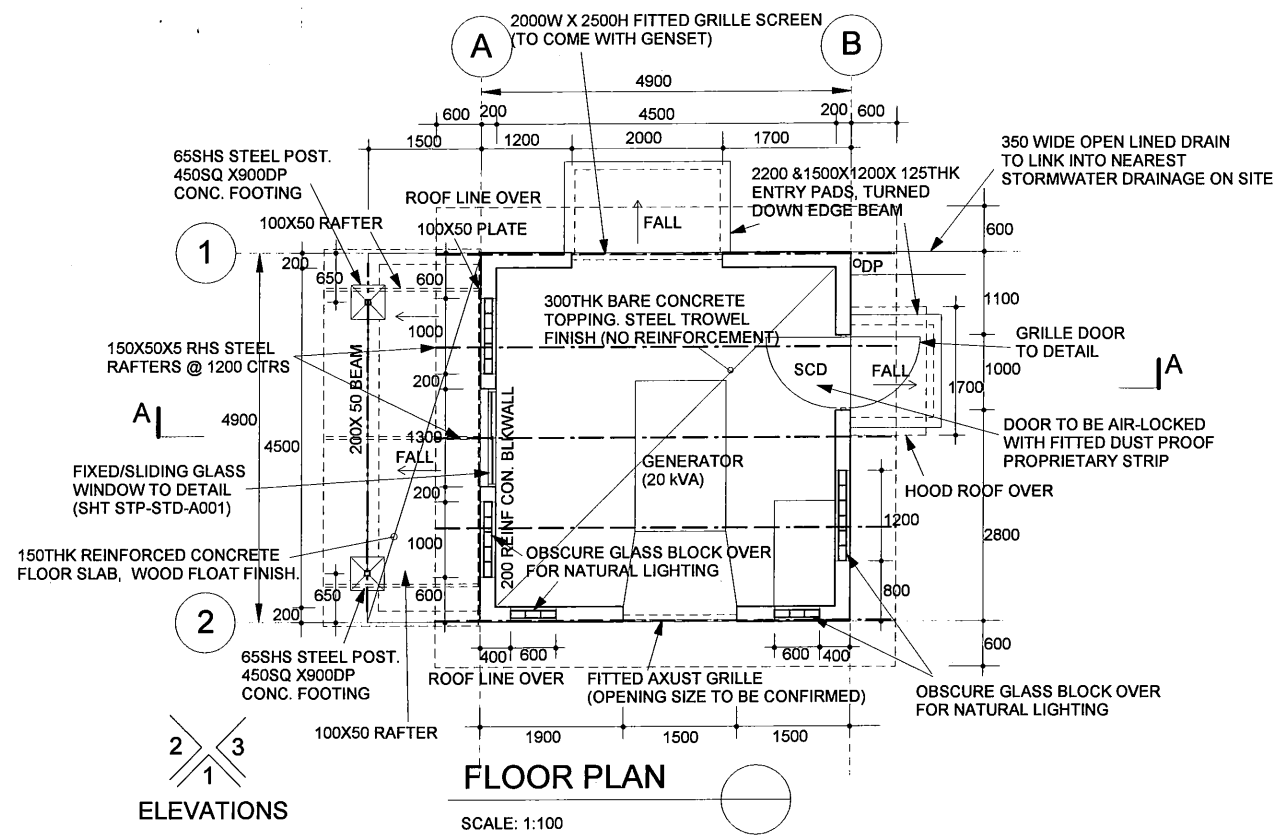 2000W X 2500H FITTED GRILLE SCREEN
(TO COME WITH GENSET)
A
B
4900
600
200
4500
200
600
1500
1200
2000
1700
65SHS STEEL POST.
450SQ X900DP
CONC. FOOTING
350 WIDE OPEN LINED DRAIN
TO LINK INTO NEAREST
STORMWATER DRAINAGE ON SITE
2200 &1500X1200X 125THK
ENTRY PADS, TURNED
DOWN EDGE BEAM
ROOF LINE OVER
100X50 RAFTER
100X50 PLATE
FALL
600
1
200
650
600
DP
300THK BARE CONCRETE
TOPPING. STEEL TROWEL
FINISH (NO REINFORCEMENT)
1100
1000
GRILLE DOOR
TO DETAIL
150X50X5 RHS STEEL
RAFTERS @ 1200 CTRS
SCD
FALL
1000
1700
A
200
200X 50 BEAM
A
4900
4500
1300
200 REINF CON. BLKWALL
DOOR TO BE AIR-LOCKED
WITH FITTED DUST PROOF
PROPRIETARY STRIP
FALL
GENERATOR
(20 kVA)
FIXED/SLIDING GLASS
WINDOW TO DETAIL
(SHT STP-STD-A001)
200
HOOD ROOF OVER
1200
2800
1000
150THK REINFORCED CONCRETE
FLOOR SLAB, WOOD FLOAT FINISH.
OBSCURE GLASS BLOCK OVER
FOR NATURAL LIGHTING
650
600
800
2
200
600
400
600
600
400
65SHS STEEL POST.
450SQ X900DP
CONC. FOOTING
ROOF LINE OVER
FITTED AXUST GRILLE
(OPENING SIZE TO BE CONFIRMED)
OBSCURE GLASS BLOCK OVER
FOR NATURAL LIGHTING
100X50 RAFTER
1900
1500
1500
2
3
1
ELEVATIONS
FLOOR PLAN
SCALE: 1:100